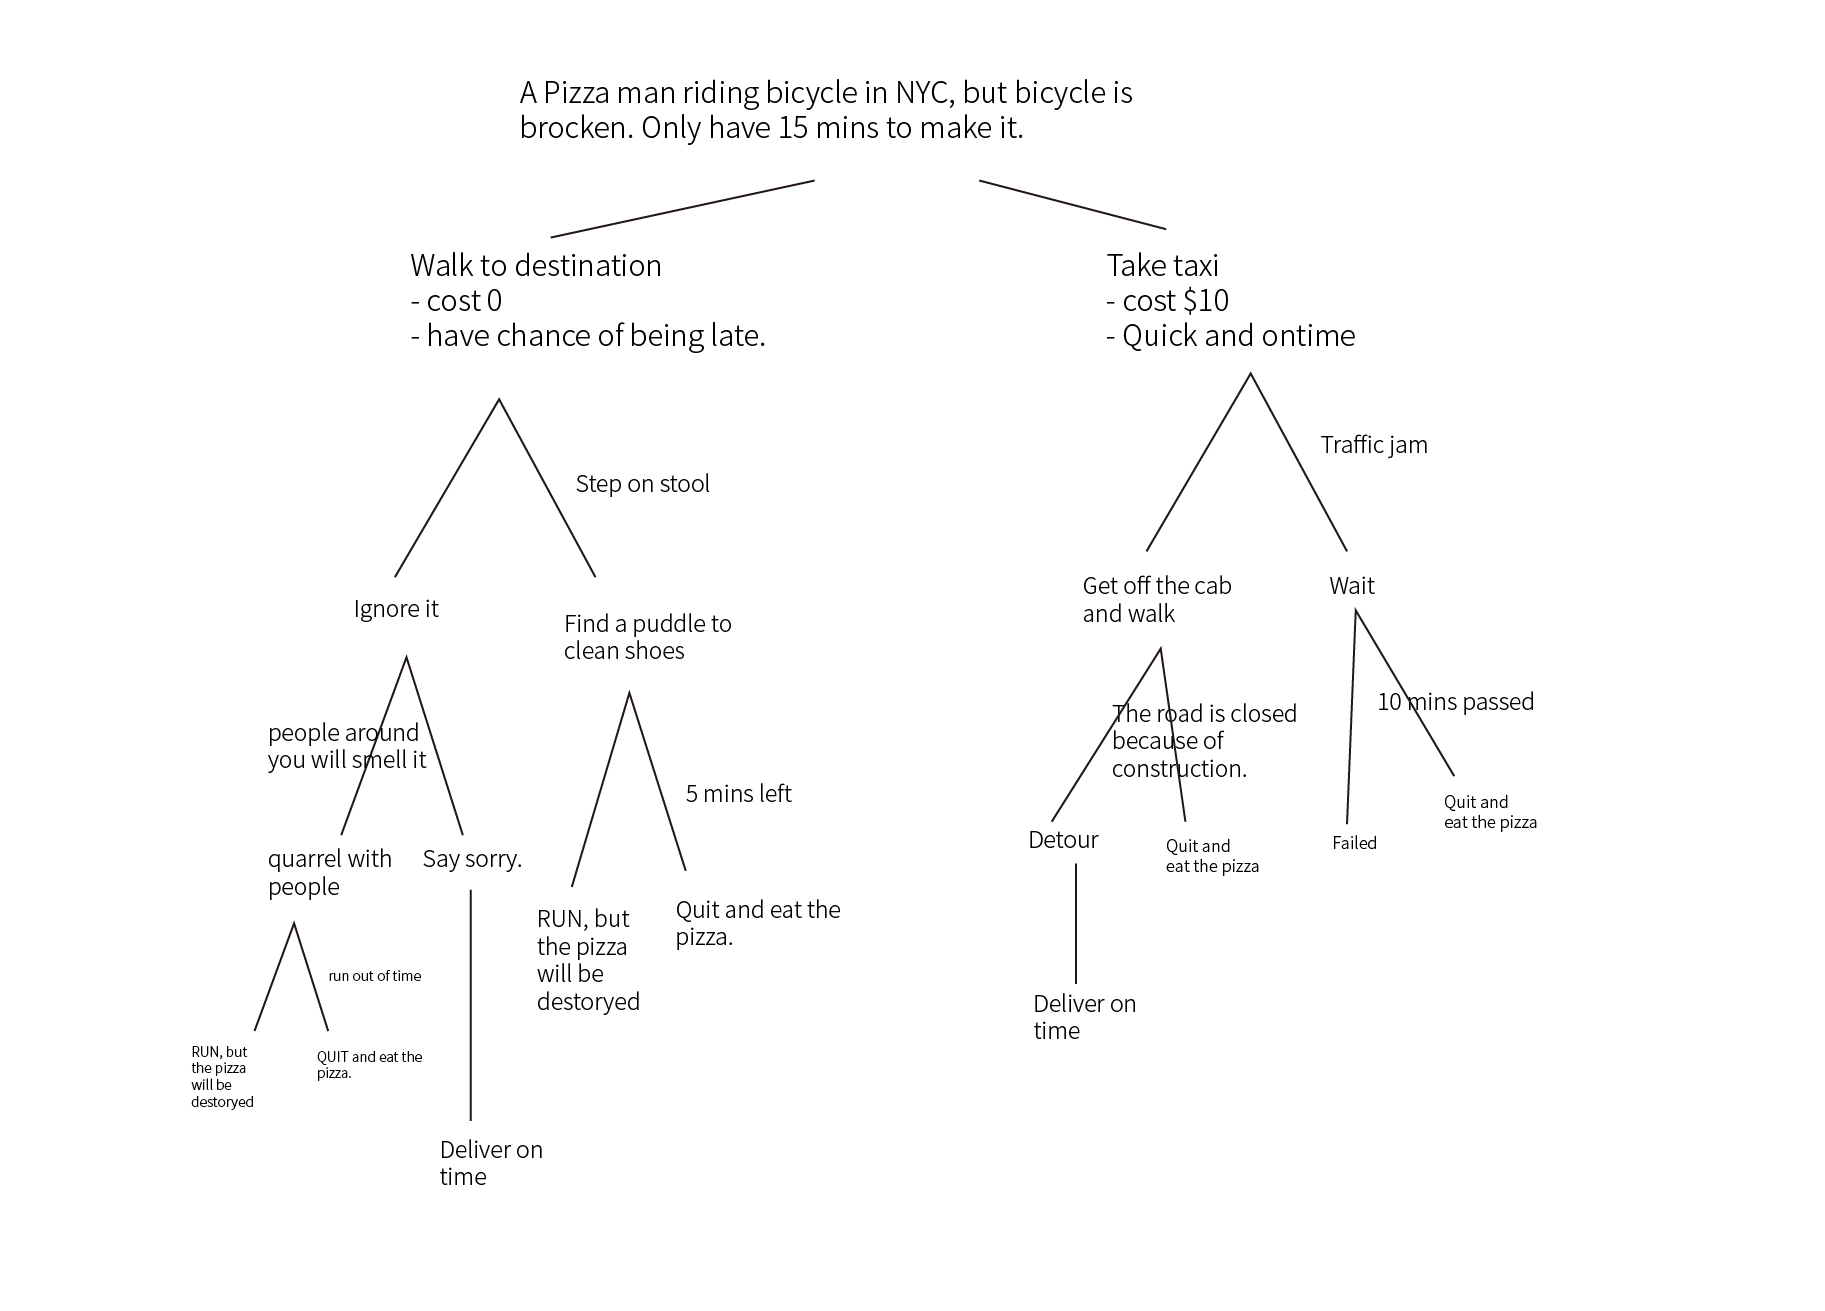 A Pizza man riding bicycle in NYC, but bicycle is
brocken. Only have 15 mins to make it.
Walk to destination
- cost 0
- have chance of being late.
Take taxi
- cost $10
- Quick and ontime
Step on stool
Traffic jam
Ignore it
Find a puddle to
clean shoes
Get off the cab
and walk
Wait
people around
you will smell it
5 mins left
The road is closed
because of
construction.
10 mins passed
quarrel with
people
Say sorry.
RUN, but
the pizza
will be
destoryed
Quit and eat the
pizza.
Detour
Quit and
eat the pizza
Failed
Quit and
eat the pizza
run out of time
RUN, but
the pizza
will be
destoryed
QUIT and eat the
pizza.
Deliver on
time
Deliver on
time